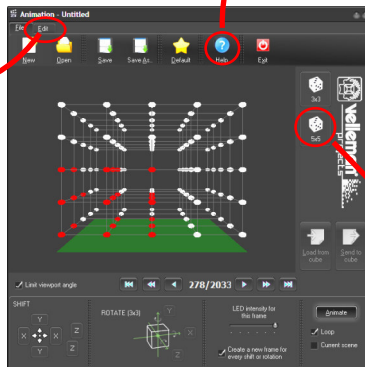 Animation - Untitled
File Edit
New Open Save Save As.. Default Help Exit
3x3
5x5
velleman
projects
Load from cube
Send to cube
Limit viewport angle
278/2033
SHIFT
Y
X X
Y
Z
Z
ROTATE (3x3)
Y
X
Z
LED intensity for
this frame
8
Create a new frame for
every shift or rotation
Animate
Loop
Current scene